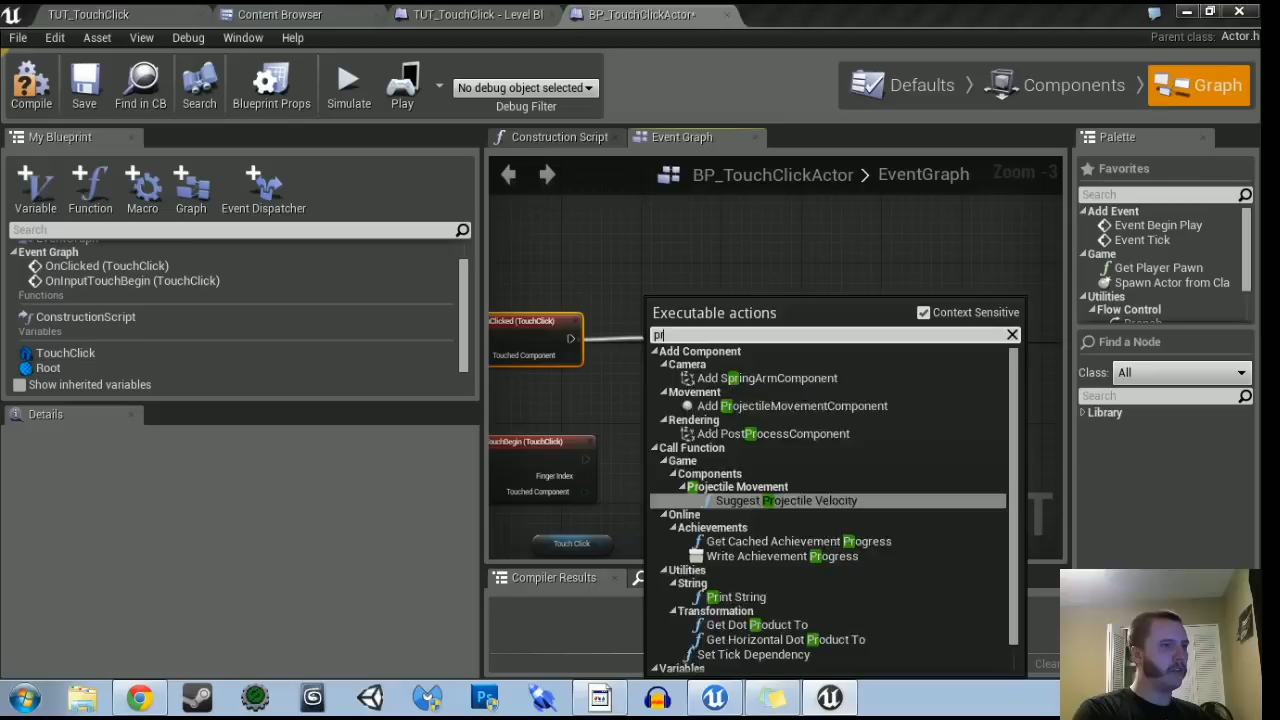 TUT_TouchClick
Content Browser
TUT_TouchClick - Level Bl
BP_TouchClickActor*
File Edit Asset View Debug Window Help
Parent class: Actor.h
Compile Save Find in CB Search Blueprint Props Simulate Play
No debug object selected
Debug Filter
Defaults Components Graph
My Blueprint
Variable Function Macro Graph Event Dispatcher
Search
Event Graph
OnClicked (TouchClick)
OnInputTouchBegin (TouchClick)
Functions
ConstructionScript
Variables
TouchClick
Root
Show inherited variables
Details
Construction Script
Event Graph
BP_TouchClickActor > EventGraph
Zoom -3
Clicked (TouchClick)
Touched Component
ouchBegin (TouchClick)
Finger Index
Touched Component
Touch Click
Compiler Results
Clea
Executable actions
Context Sensitive
pr
Add Component
Camera
Add SpringArmComponent
Movement
Add ProjectileMovementComponent
Rendering
Add PostProcessComponent
Call Function
Game
Components
Projectile Movement
Suggest Projectile Velocity
Online
Achievements
Get Cached Achievement Progress
Write Achievement Progress
Utilities
String
Print String
Transformation
Get Dot Product To
Get Horizontal Dot Product To
Set Tick Dependency
Variables
Palette
Favorites
Search
Add Event
Event Begin Play
Event Tick
Game
Get Player Pawn
Spawn Actor from Cla
Utilities
Flow Control
Find a Node
Class: All
Search
Library